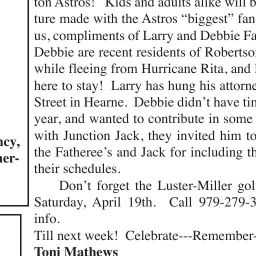 ton Astros! Kids and adults alike will b
ture made with the Astros “biggest” fan
us, compliments of Larry and Debbie Fa
Debbie are recent residents of Robertso
while fleeing from Hurricane Rita, and
here to stay! Larry has hung his attorne
Street in Hearne. Debbie didn't have tim
year, and wanted to contribute in some
with Junction Jack, they invited him to
the Fatheree's and Jack for including th
their schedules.
Don't forget the Luster-Miller gol
Saturday, April 19th. Call 979-279-3
info.
Till next week! Celebrate---Remember-
Toni Mathews
ncy,
ner-